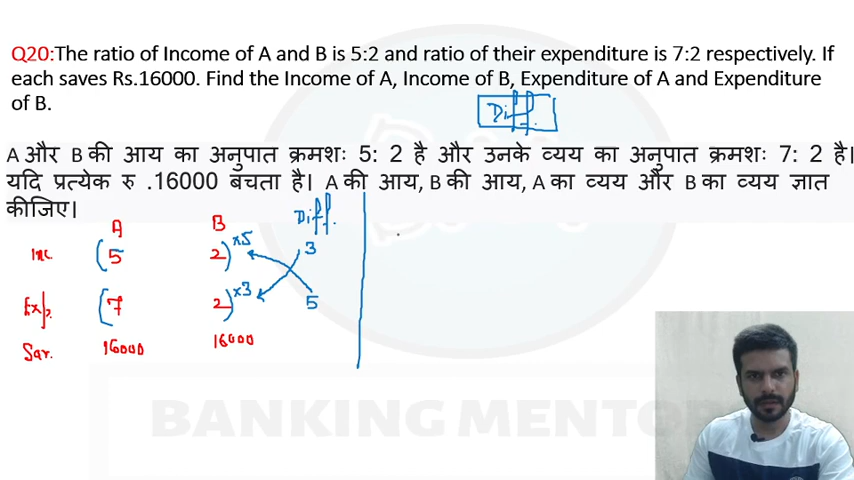 Q20:The ratio of Income of A and B is 5:2 and ratio of their expenditure is 7:2 respectively. If
each saves Rs.16000. Find the Income of A, Income of B, Expenditure of A and Expenditure
of B.
Diff.
A और B की आय का अनुपात क्रमशः 5: 2 है और उनके व्यय का अनुपात क्रमशः 7: 2 है।
यदि प्रत्येक रु .16000 बचता है। A की आय, B की आय, A का व्यय और B का व्यय ज्ञात
कीजिए।
A B Diff.
Inc. (5 2)×5 3
Exp. (7 2)×3 5
Sav. 16000 16000
BANKING MENTOR